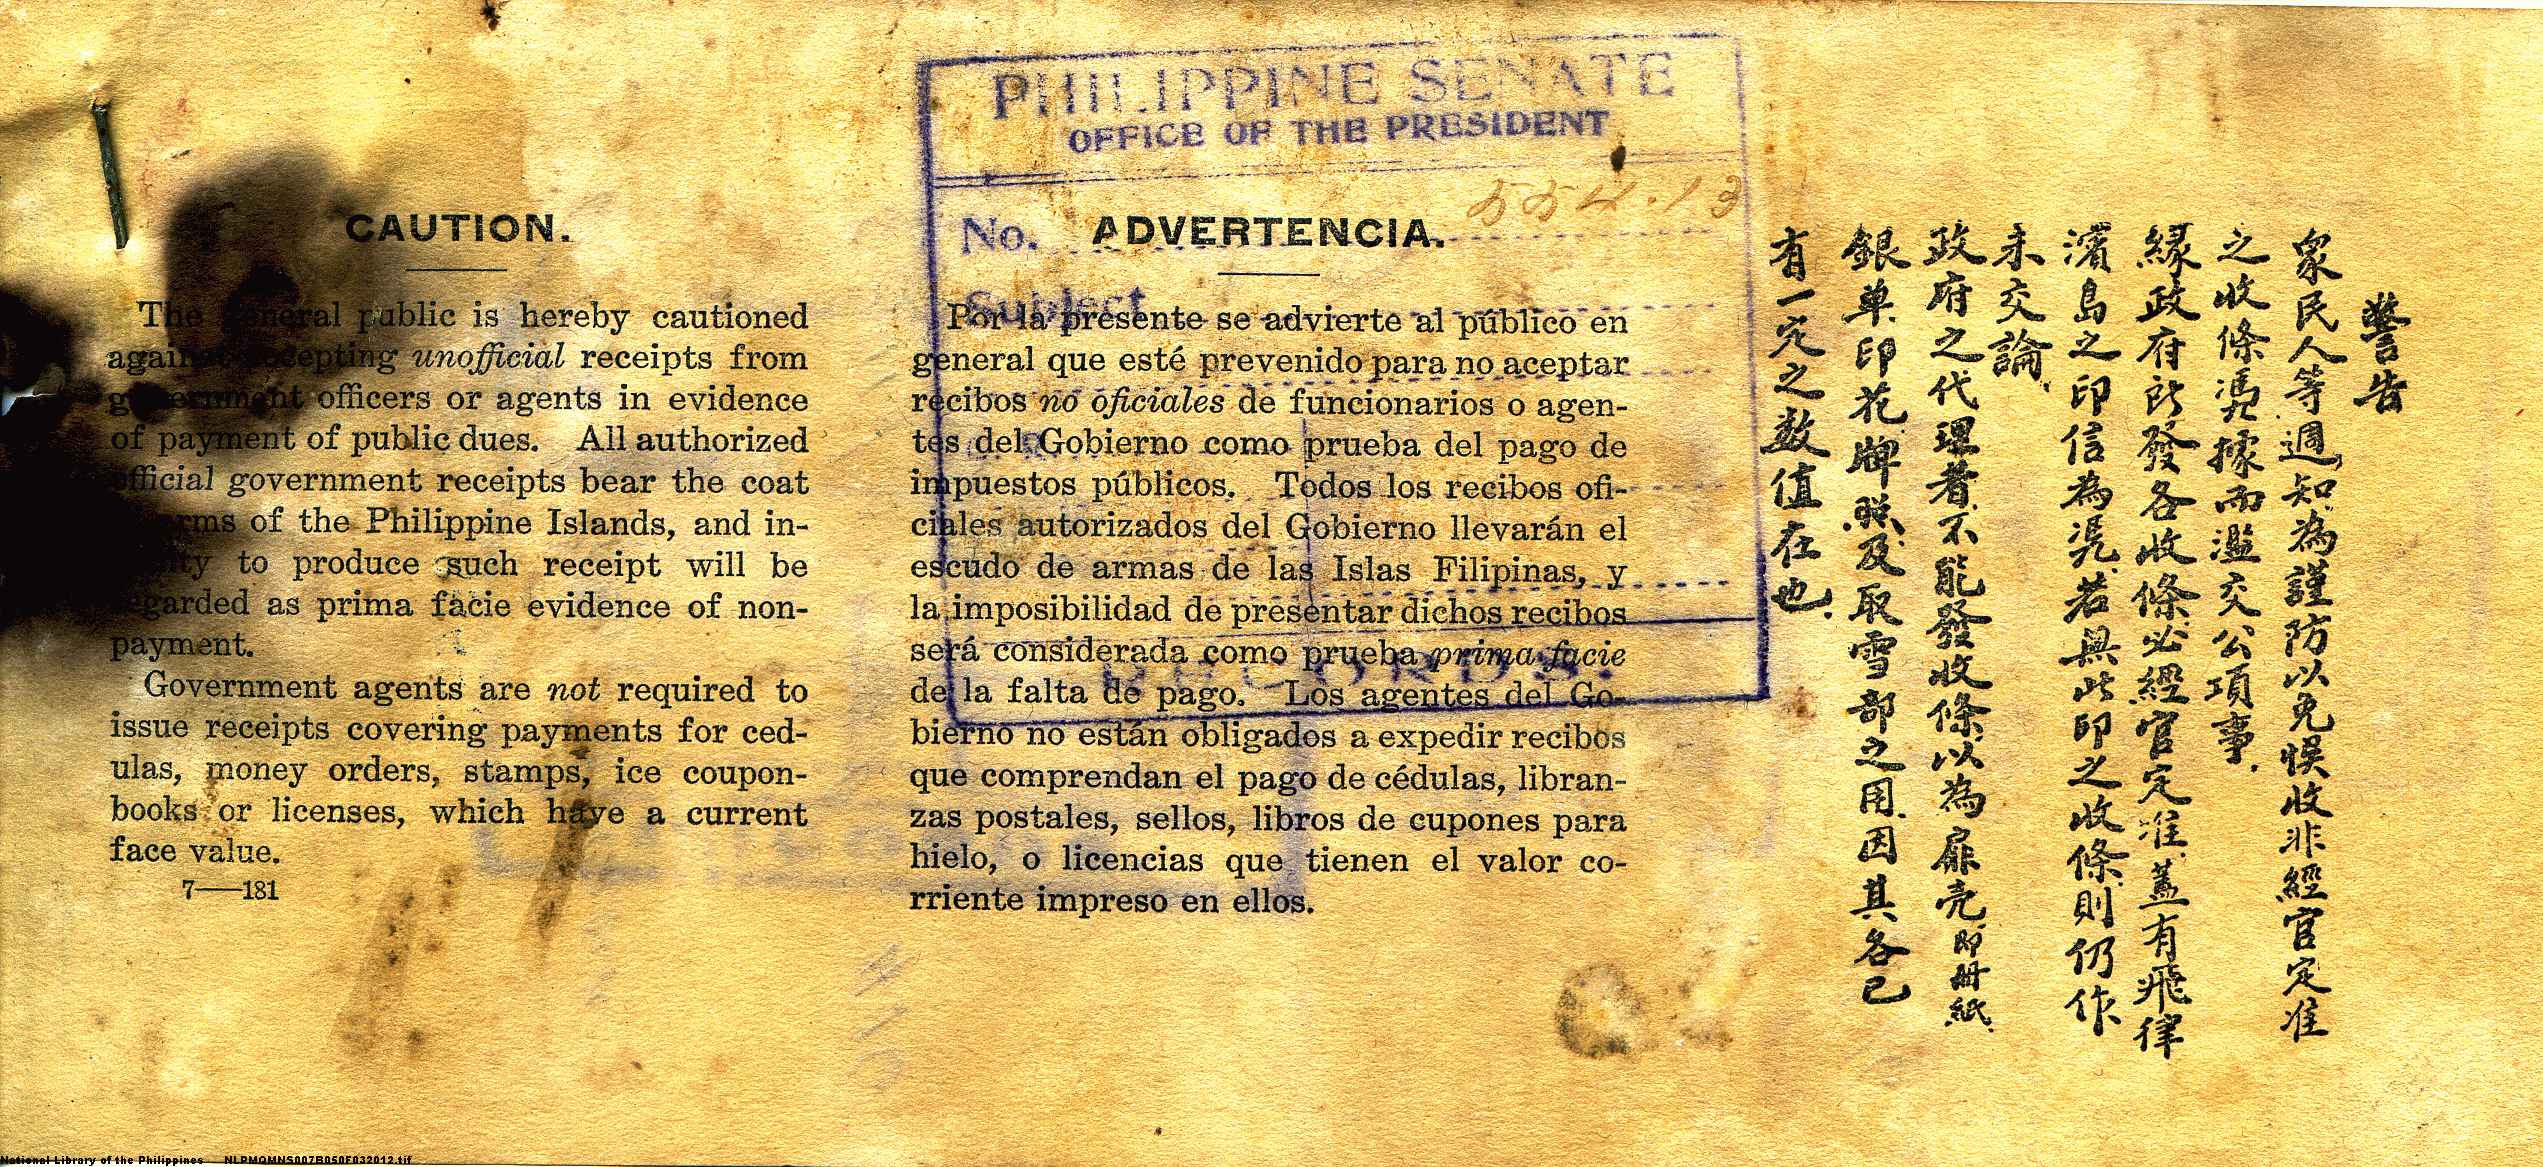 PHILIPPINE SENATE
OFFICE OF THE PRESIDENT
554.13
No.
Subject
RECORDS.
CAUTION.
The general public is hereby cautioned
against accepting unofficial receipts from
government officers or agents in evidence
of payment of public dues. All authorized
official government receipts bear the coat
arms of the Philippine Islands, and in-
to produce such receipt will be
regarded as prima facie evidence of non-
payment.
Government agents are not required to
issue receipts covering payments for ced-
ulas, money orders, stamps, ice coupon-
books or licenses, which have a current
face value.
7—181
ADVERTENCIA.
Por la presente se advierte al público en
general que esté prevenido para no aceptar
recibos no oficiales de funcionarios o agen-
tes del Gobierno como prueba del pago de
impuestos públicos. Todos los recibos ofi-
ciales autorizados del Gobierno llevarán el
escudo de armas de las Islas Filipinas, y
la imposibilidad de presentar dichos recibos
será considerada como prueba prima facie
de la falta de pago. Los agentes del Go-
bierno no están obligados a expedir recibos
que comprendan el pago de cédulas, libran-
zas postales, sellos, libros de cupones para
hielo, o licencias que tienen el valor co-
rriente impreso en ellos.
警告
衆民人等週知為謹防以免悞收非經官定准
之收條憑據而濫交公項事
緣政府所發各收條必經官定准蓋有飛律
濱島之印信為凭若無此印之收條則仍作
未交論
政府之代理者不能發收條以為扉壳即冊紙
銀單印花牌照及取雪部之用因其各已
有一定之数值在也
National Library of the Philippines NLPMQMNS007B050F032012.tif